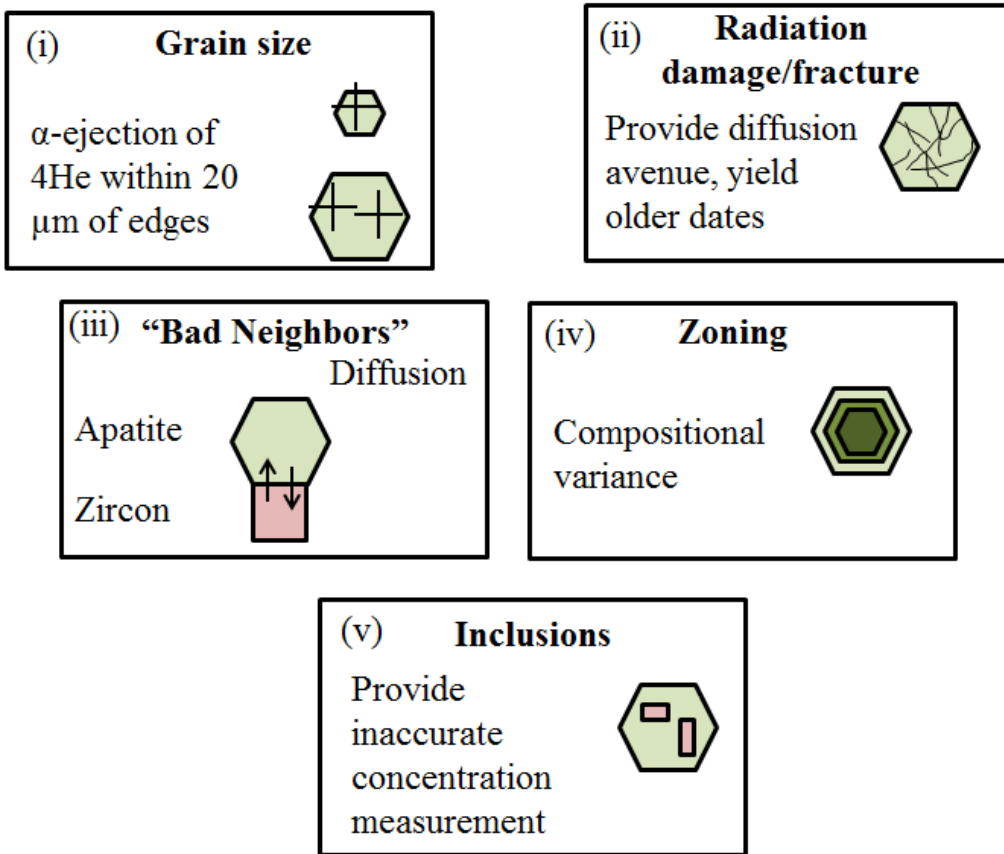 (i) Grain size
α-ejection of
4He within 20
µm of edges
(ii) Radiation
damage/fracture
Provide diffusion
avenue, yield
older dates
(iii) “Bad Neighbors”
Diffusion
Apatite
Zircon
(iv) Zoning
Compositional
variance
(v) Inclusions
Provide
inaccurate
concentration
measurement